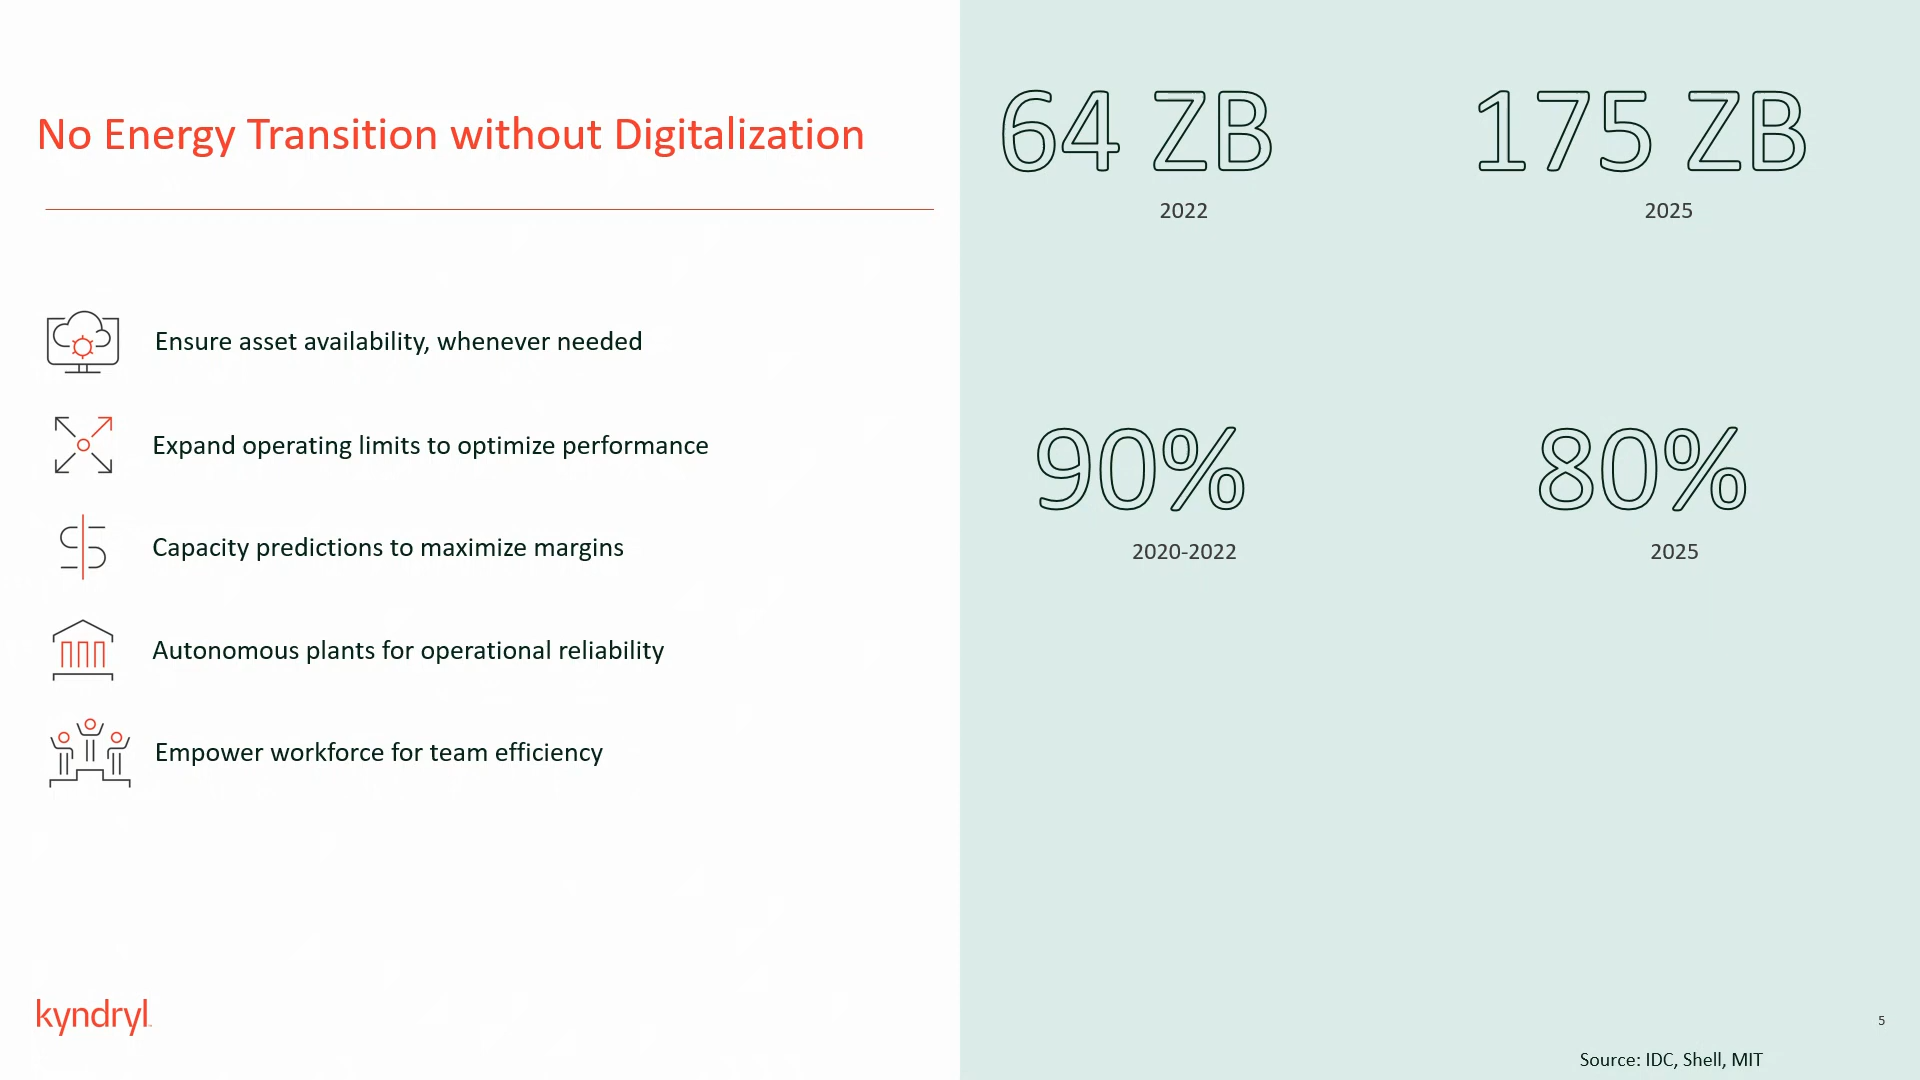 No Energy Transition without Digitalization
Ensure asset availability, whenever needed
Expand operating limits to optimize performance
Capacity predictions to maximize margins
Autonomous plants for operational reliability
Empower workforce for team efficiency
kyndryl
64 ZB
2022
175 ZB
2025
90%
2020-2022
80%
2025
5
Source: IDC, Shell, MIT